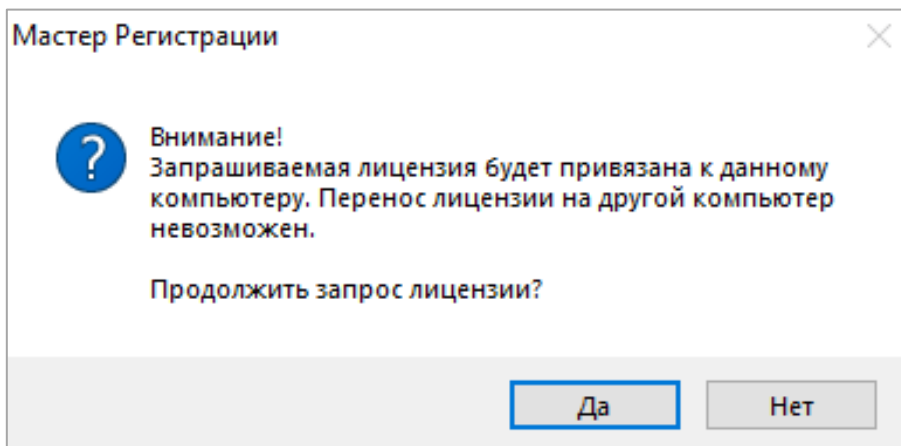 Мастер Регистрации
Внимание!
Запрашиваемая лицензия будет привязана к данному
компьютеру. Перенос лицензии на другой компьютер
невозможен.
Продолжить запрос лицензии?
Да
Нет